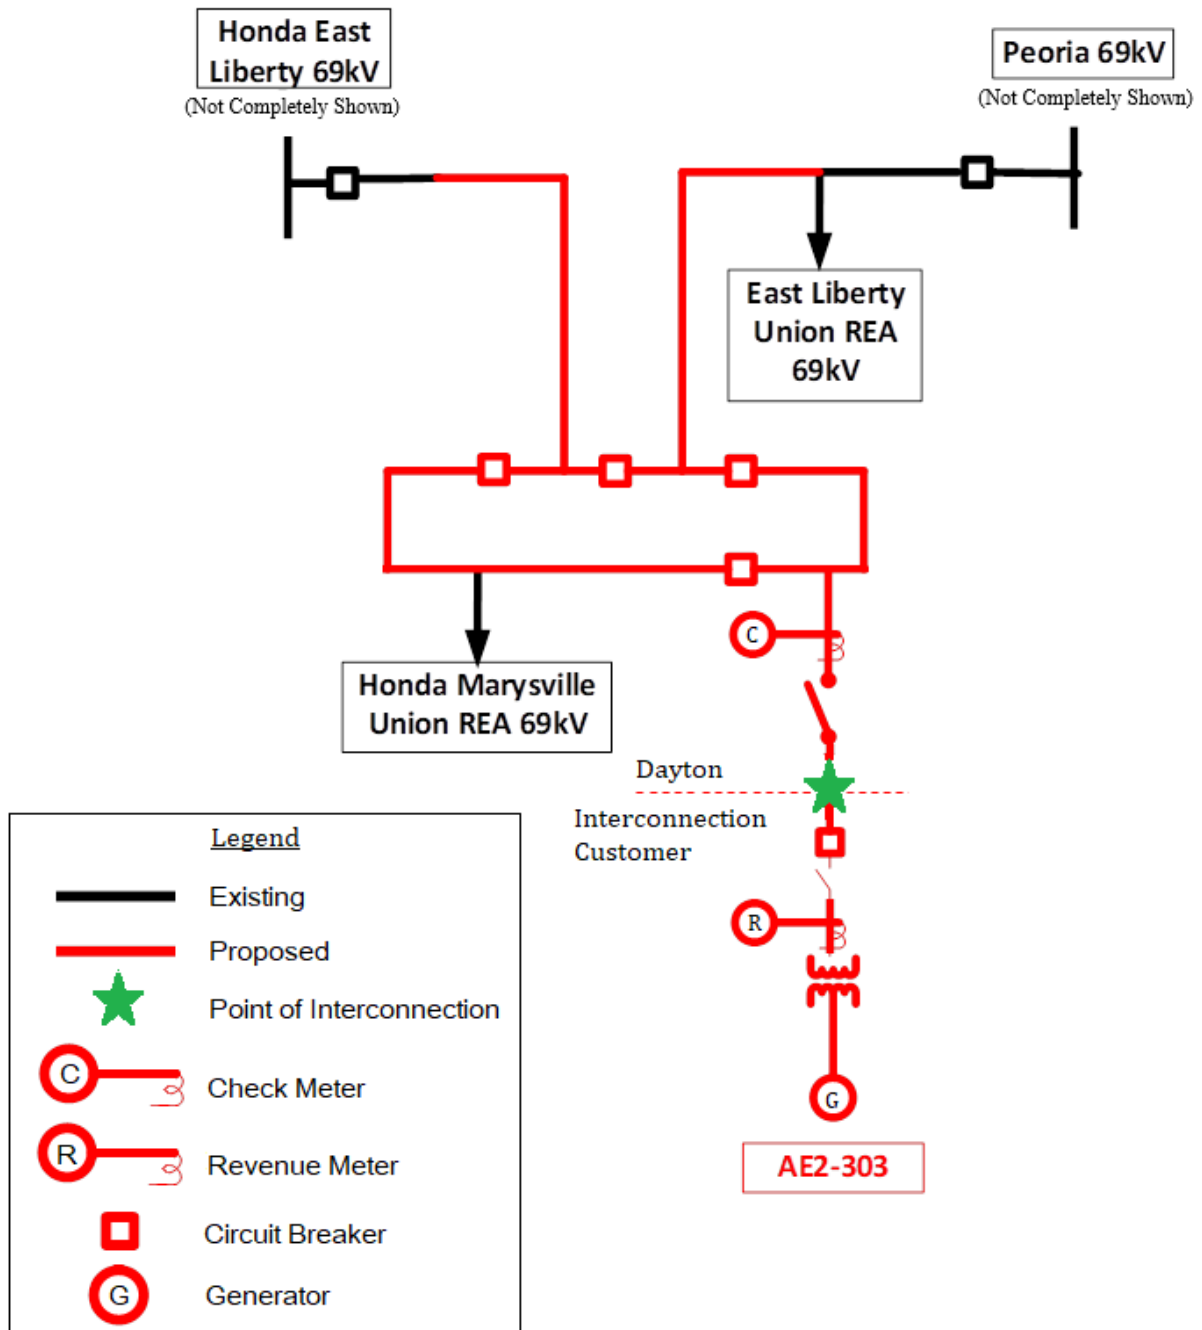 Honda East
Liberty 69kV
(Not Completely Shown)
Peoria 69kV
(Not Completely Shown)
East Liberty
Union REA
69kV
Honda Marysville
Union REA 69kV
C
Dayton
Interconnection
Customer
R
G
AE2-303
Legend
Existing
Proposed
Point of Interconnection
C
Check Meter
R
Revenue Meter
Circuit Breaker
G
Generator